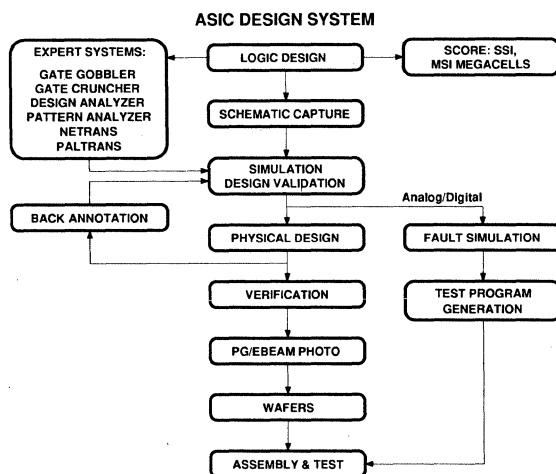 ASIC DESIGN SYSTEM
EXPERT SYSTEMS:
GATE GOBBLER
GATE CRUNCHER
DESIGN ANALYZER
PATTERN ANALYZER
NETRANS
PALTRANS
LOGIC DESIGN
SCORE: SSI,
MSI MEGACELLS
SCHEMATIC CAPTURE
SIMULATION
DESIGN VALIDATION
Analog/Digital
BACK ANNOTATION
PHYSICAL DESIGN
FAULT SIMULATION
VERIFICATION
TEST PROGRAM
GENERATION
PG/EBEAM PHOTO
WAFERS
ASSEMBLY & TEST